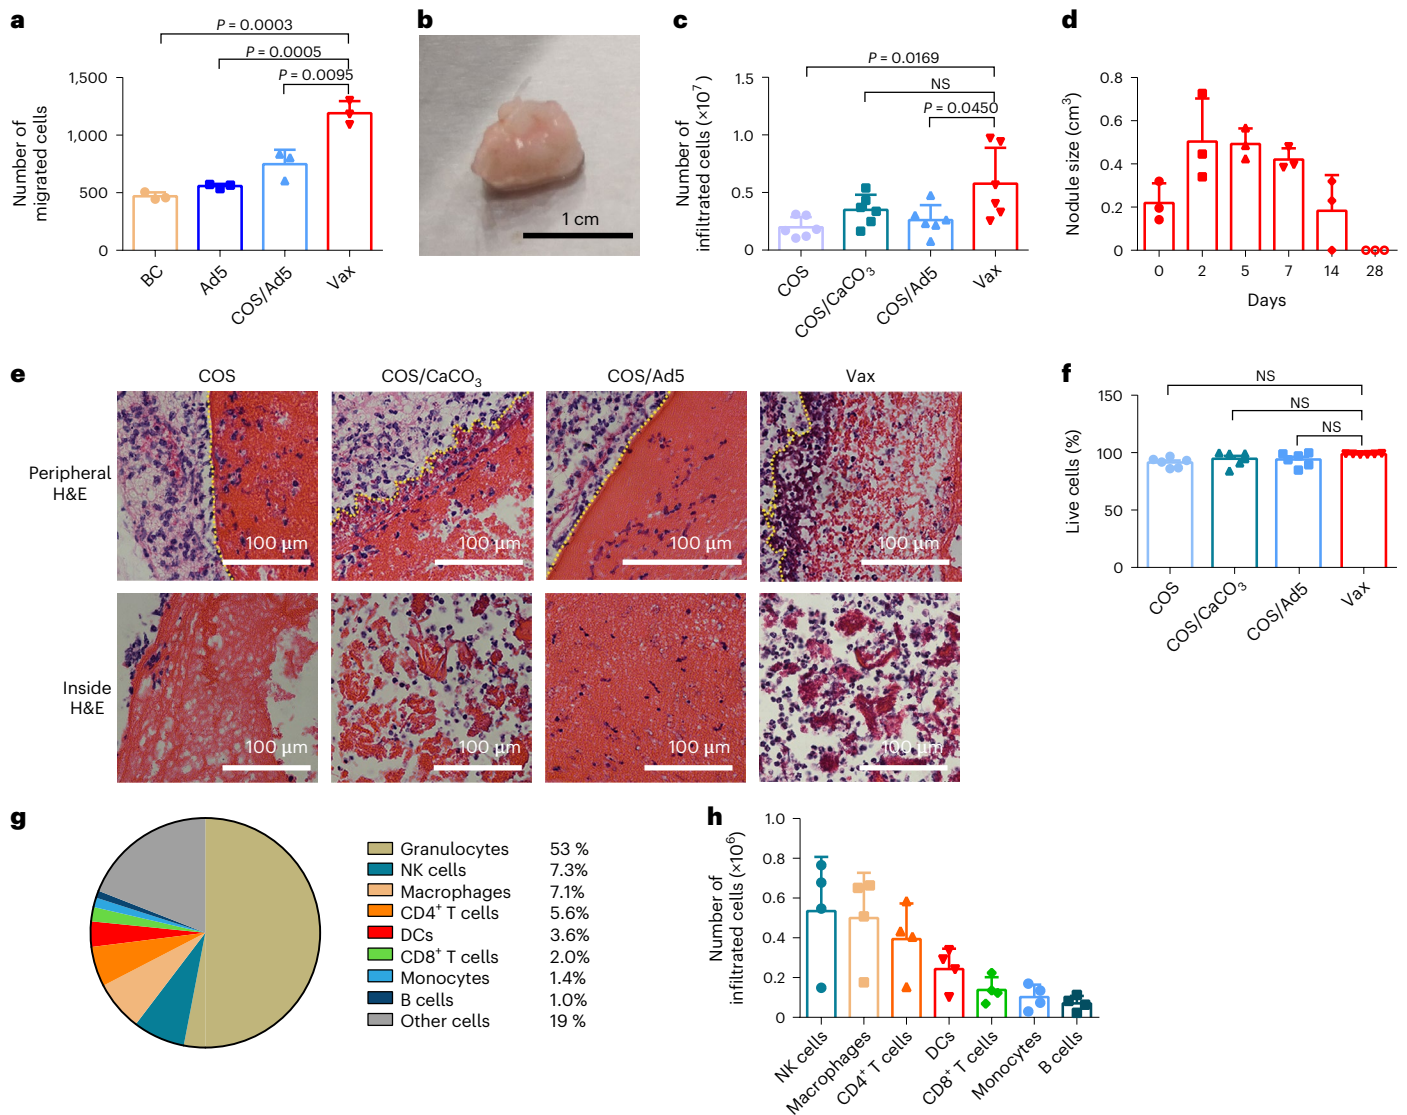 a
P = 0.0003
P = 0.0005
P = 0.0095
1,500
1,000
500
0
Number of
migrated cells
BC
Ad5
COS/Ad5
Vax
b
1 cm
c
P = 0.0169
NS
P = 0.0450
1.5
1.0
0.5
0
Number of
infiltrated cells (×10⁷)
COS
COS/CaCO₃
COS/Ad5
Vax
d
0.8
0.6
0.4
0.2
0
Nodule size (cm³)
0 2 5 7 14 28
Days
e
COS
COS/CaCO₃
COS/Ad5
Vax
Peripheral
H&E
100 µm
100 µm
100 µm
100 µm
Inside
H&E
100 µm
100 µm
100 µm
100 µm
f
NS
NS
NS
150
100
50
0
Live cells (%)
COS
COS/CaCO₃
COS/Ad5
Vax
g
Granulocytes 53 %
NK cells 7.3%
Macrophages 7.1%
CD4⁺ T cells 5.6%
DCs 3.6%
CD8⁺ T cells 2.0%
Monocytes 1.4%
B cells 1.0%
Other cells 19 %
h
1.0
0.8
0.6
0.4
0.2
0
Number of
infiltrated cells (×10⁶)
NK cells
Macrophages
CD4⁺ T cells
DCs
CD8⁺ T cells
Monocytes
B cells